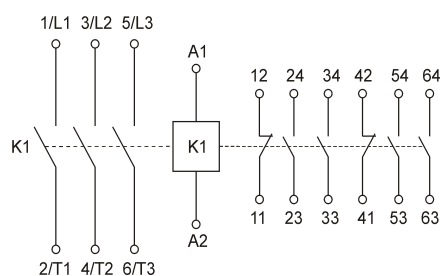 1/L1 3/L2 5/L3
A1
12 24 34 42 54 64
K1 K1
11 23 33 41 53 63
A2
2/T1 4/T2 6/T3